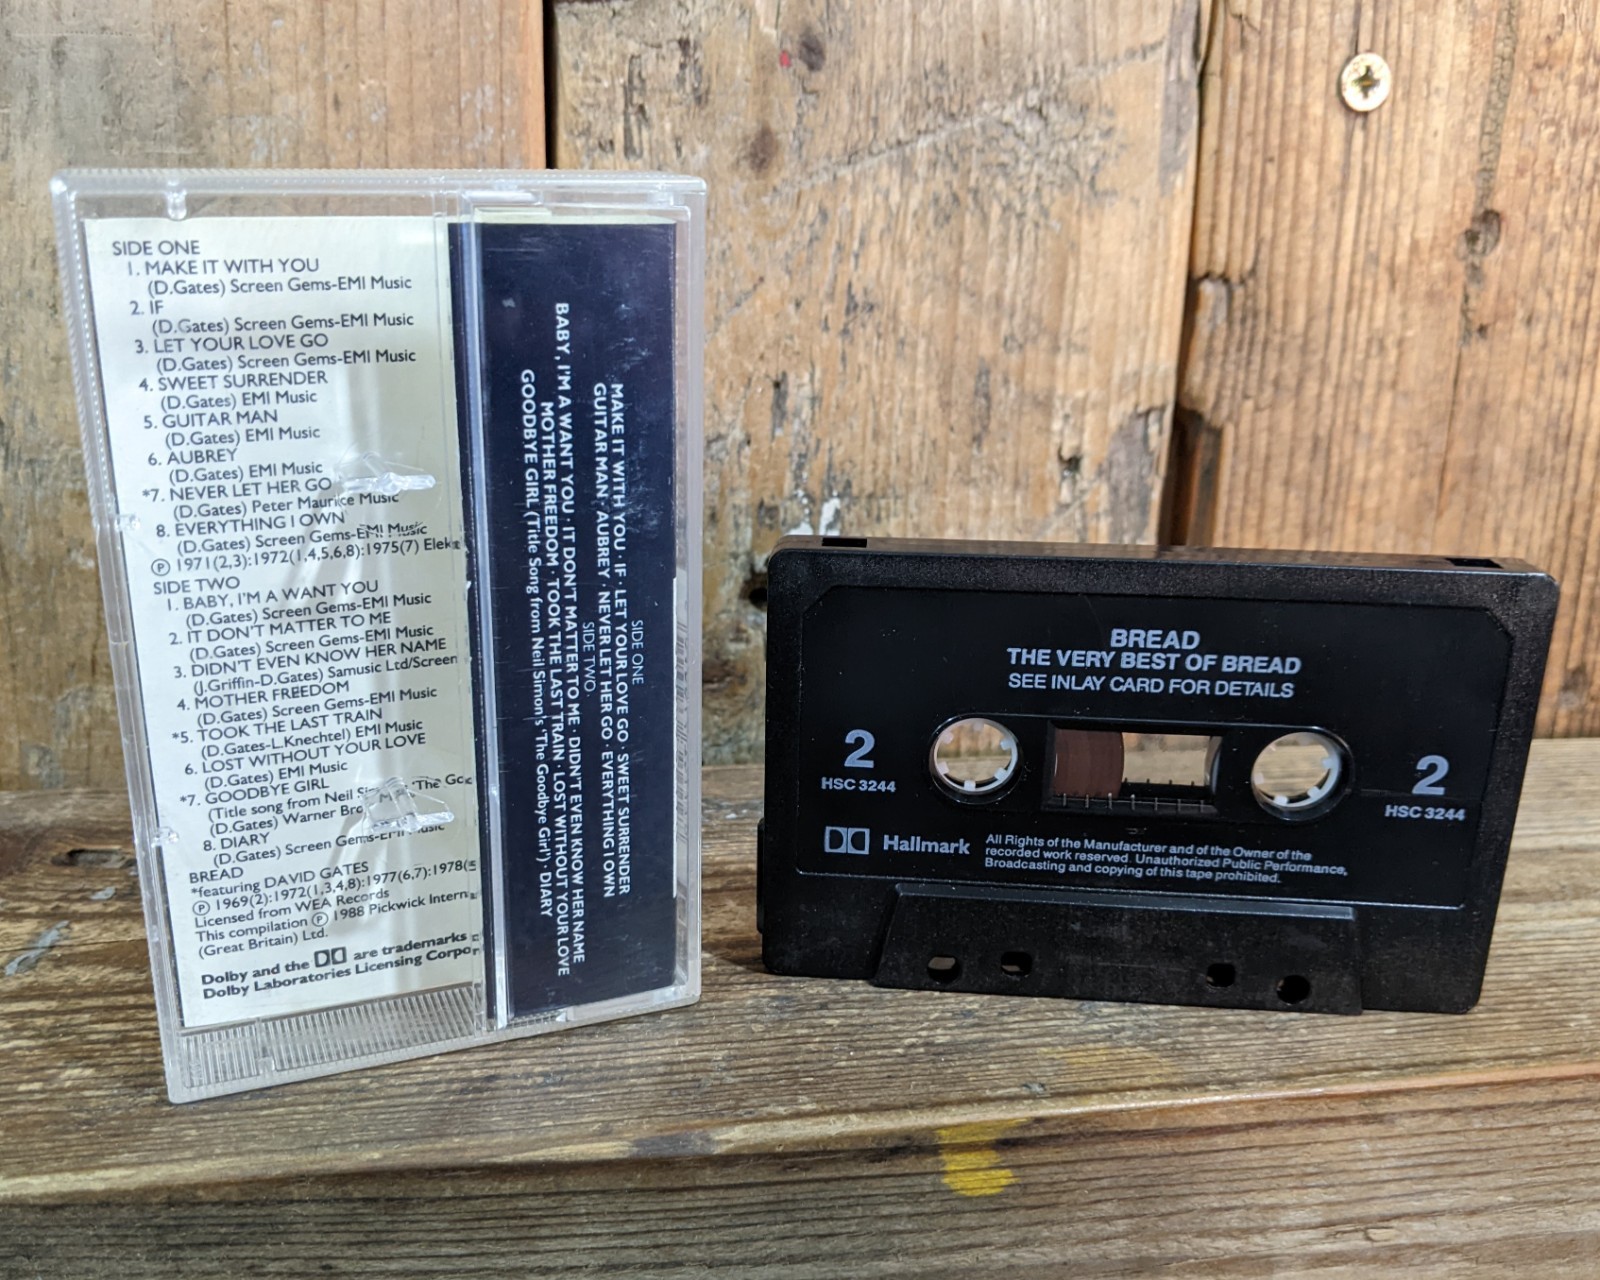 SIDE ONE
1. MAKE IT WITH YOU
(D.Gates) Screen Gems-EMI Music
2. IF
(D.Gates) Screen Gems-EMI Music
3. LET YOUR LOVE GO
(D.Gates) Screen Gems-EMI Music
4. SWEET SURRENDER
(D.Gates) EMI Music
5. GUITAR MAN
(D.Gates) EMI Music
6. AUBREY
(D.Gates) EMI Music
*7. NEVER LET HER GO
(D.Gates) Peter Maurice Music
8. EVERYTHING I OWN
(D.Gates) Screen Gems-EMI Music
Ⓟ 1971(2,3):1972(1,4,5,6,8):1975(7)
SIDE TWO
1. BABY, I'M A WANT YOU
(D.Gates) Screen Gems-EMI Music
2. IT DON'T MATTER TO ME
(D.Gates) Screen Gems-EMI Music
3. DIDN'T EVEN KNOW HER NAME
(J.Griffin-D.Gates) Samusic Ltd/Screen
4. MOTHER FREEDOM
(D.Gates) Screen Gems-EMI Music
*5. TOOK THE LAST TRAIN
(D.Gates-L.Knechtel) EMI Music
6. LOST WITHOUT YOUR LOVE
(D.Gates) EMI Music
*7. GOODBYE GIRL
(Title song from Neil 'The
(D.Gates) Warner
8. DIARY
(D.Gates) Screen Gems-EMI Music
BREAD
*featuring DAVID GATES
Ⓟ 1969(2):1972(1,3,4,8):1977(6,7):1978(5
Licensed from WEA Records
This compilation Ⓟ 1988 Pickwick Intern
(Great Britain) Ltd.
Dolby and the are trademarks
Dolby Laboratories Licensing Corpor
SIDE ONE
MAKE IT WITH YOU · IF · LET YOUR LOVE GO · SWEET SURRENDER
GUITAR MAN · AUBREY · NEVER LET HER GO · EVERYTHING I OWN
SIDE TWO
BABY, I'M A WANT YOU · IT DON'T MATTER TO ME · DIDN'T EVEN KNOW HER NAME
MOTHER FREEDOM · TOOK THE LAST TRAIN · LOST WITHOUT YOUR LOVE
GOODBYE GIRL (Title Song from Neil Simon's 'The Goodbye Girl') · DIARY
BREAD
THE VERY BEST OF BREAD
SEE INLAY CARD FOR DETAILS
2
HSC 3244
2
HSC 3244
Hallmark
All Rights of the Manufacturer and of the Owner of the
recorded work reserved. Unauthorized Public Performance,
Broadcasting and copying of this tape prohibited.